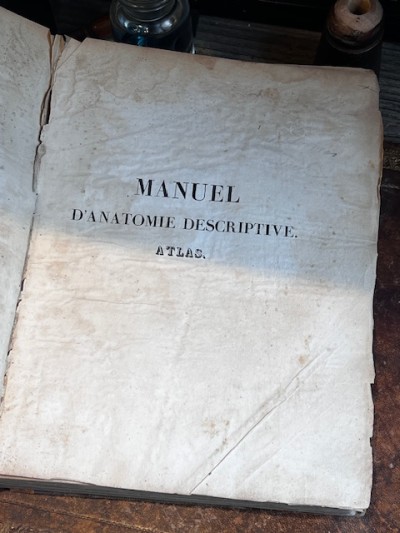 MANUEL
D'ANATOMIE DESCRIPTIVE.
ATLAS.